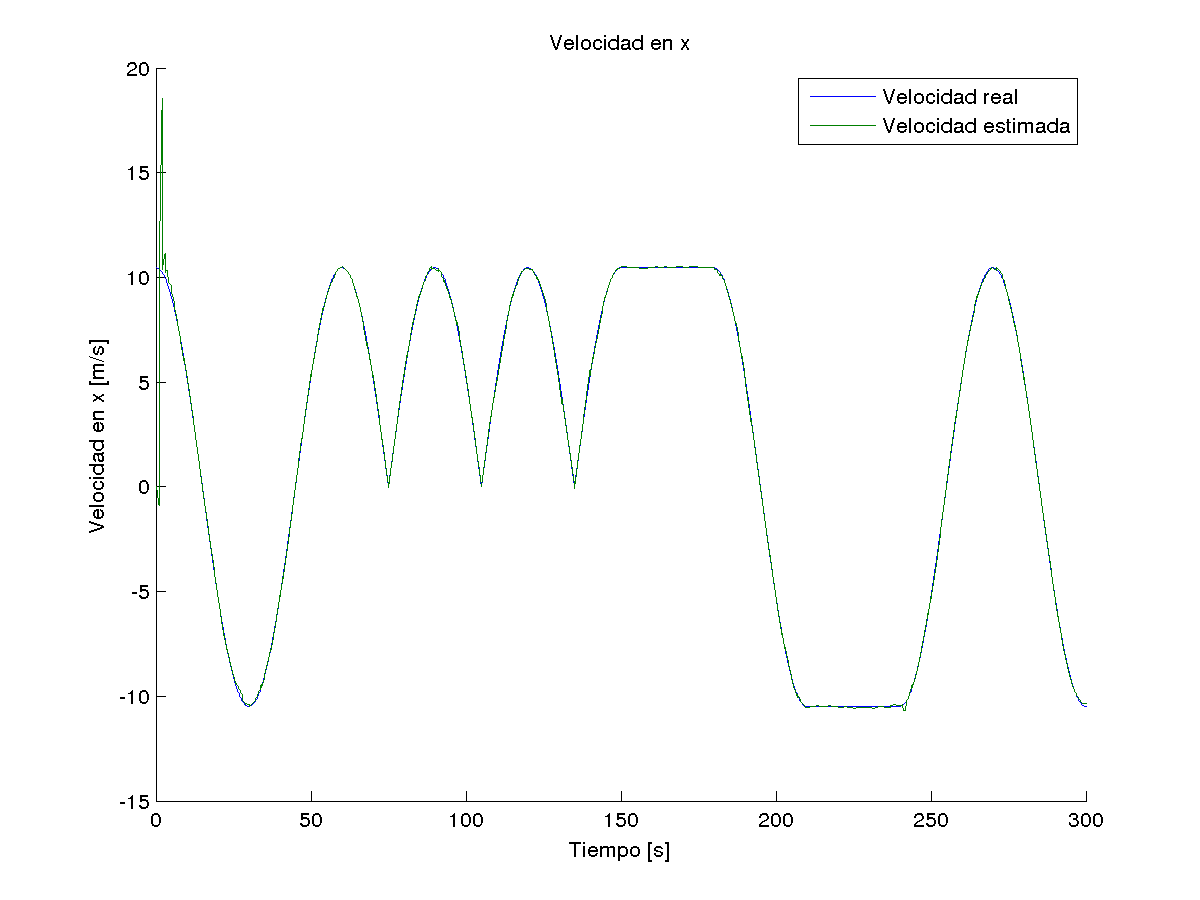 Velocidad en x
Velocidad real
Velocidad estimada
20
15
10
5
0
-5
-10
-15
Velocidad en x [m/s]
0 50 100 150 200 250 300
Tiempo [s]